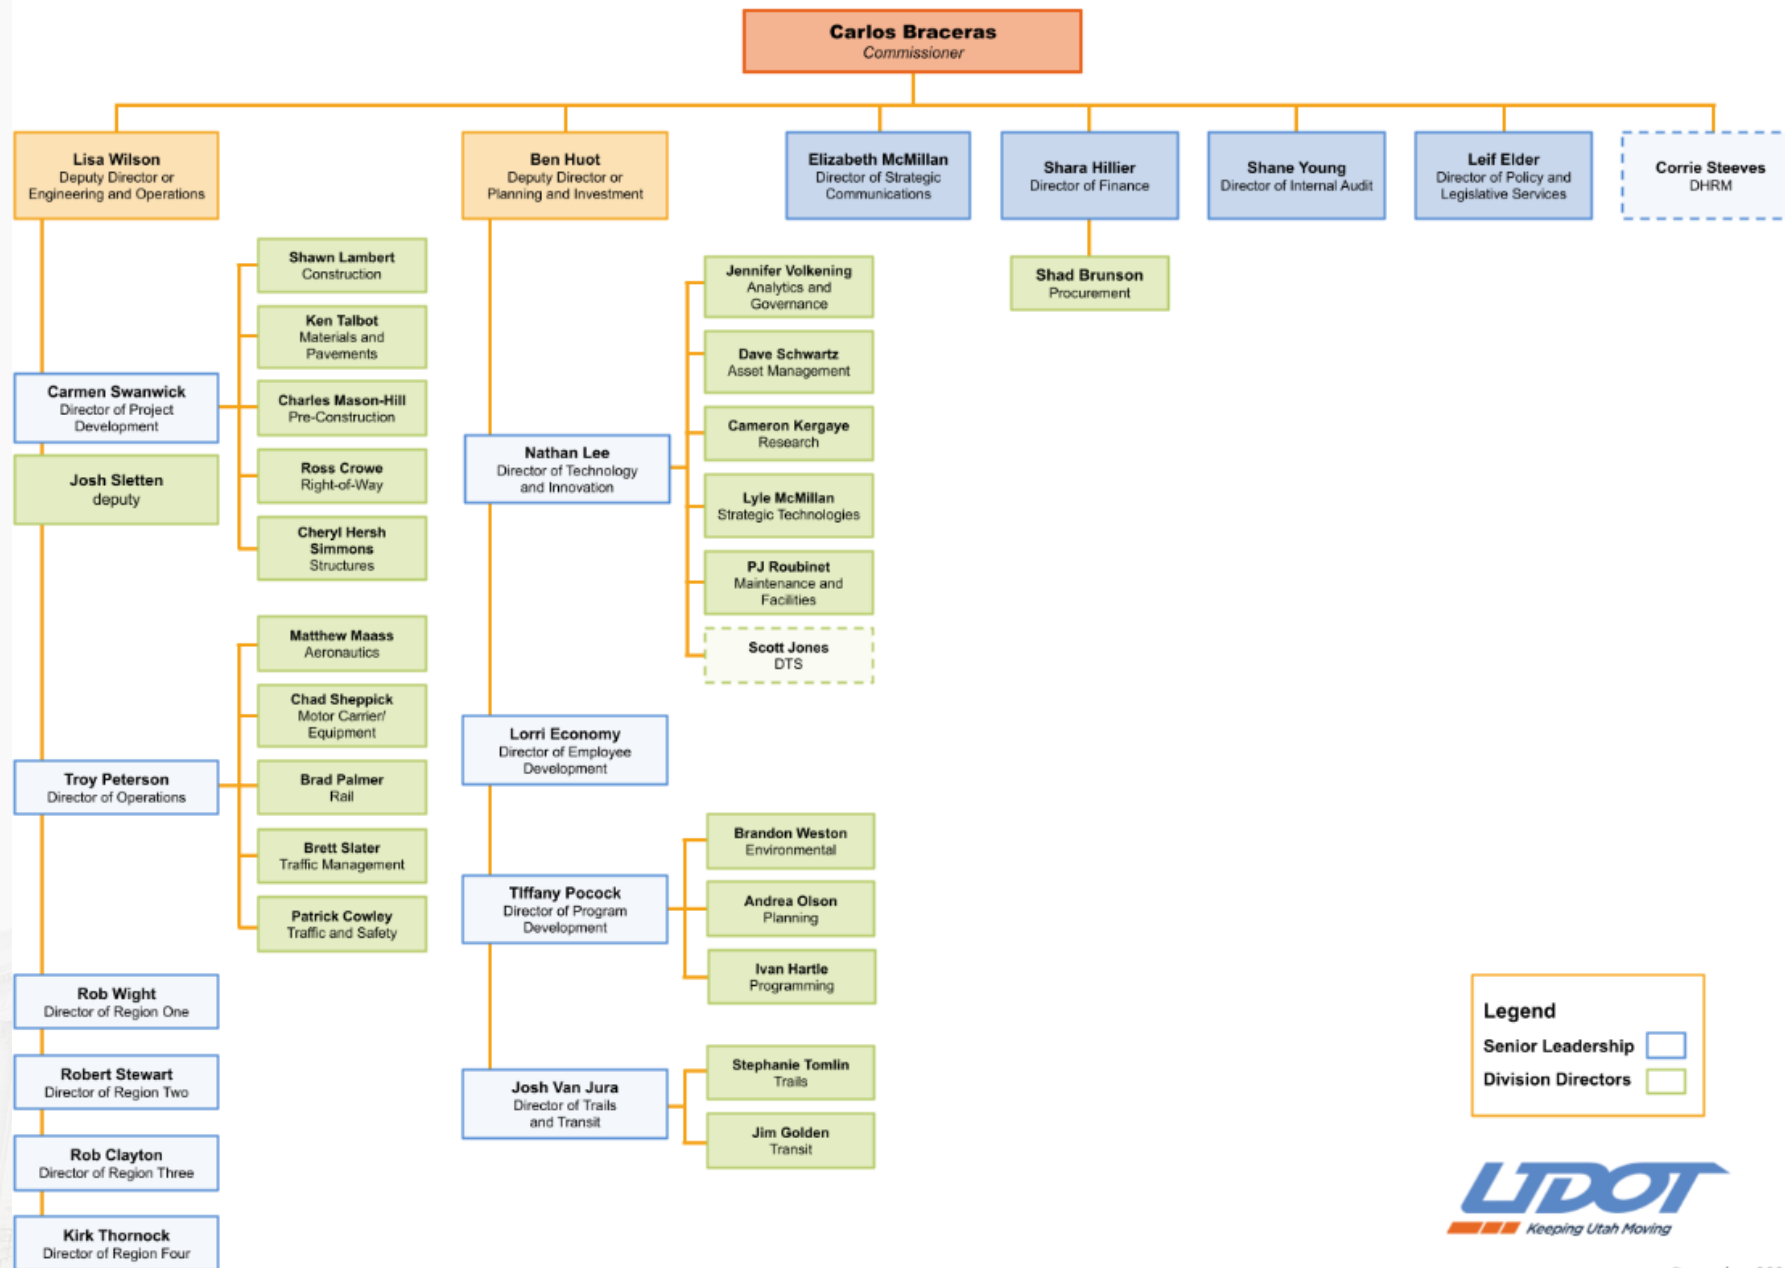 Carlos Braceras
Commissioner
Lisa Wilson
Deputy Director or
Engineering and Operations
Ben Huot
Deputy Director or
Planning and Investment
Elizabeth McMillan
Director of Strategic
Communications
Shara Hillier
Director of Finance
Shane Young
Director of Internal Audit
Leif Elder
Director of Policy and
Legislative Services
Corrie Steeves
DHRM
Shad Brunson
Procurement
Carmen Swanwick
Director of Project
Development
Josh Sletten
deputy
Shawn Lambert
Construction
Ken Talbot
Materials and
Pavements
Charles Mason-Hill
Pre-Construction
Ross Crowe
Right-of-Way
Cheryl Hersh
Simmons
Structures
Troy Peterson
Director of Operations
Matthew Maass
Aeronautics
Chad Sheppick
Motor Carrier/
Equipment
Brad Palmer
Rail
Brett Slater
Traffic Management
Patrick Cowley
Traffic and Safety
Rob Wight
Director of Region One
Robert Stewart
Director of Region Two
Rob Clayton
Director of Region Three
Kirk Thornock
Director of Region Four
Nathan Lee
Director of Technology
and Innovation
Jennifer Volkening
Analytics and
Governance
Dave Schwartz
Asset Management
Cameron Kergaye
Research
Lyle McMillan
Strategic Technologies
PJ Roubinet
Maintenance and
Facilities
Scott Jones
DTS
Lorri Economy
Director of Employee
Development
TIffany Pocock
Director of Program
Development
Brandon Weston
Environmental
Andrea Olson
Planning
Ivan Hartle
Programming
Josh Van Jura
Director of Trails
and Transit
Stephanie Tomlin
Trails
Jim Golden
Transit
Legend
Senior Leadership
Division Directors
UDOT
Keeping Utah Moving